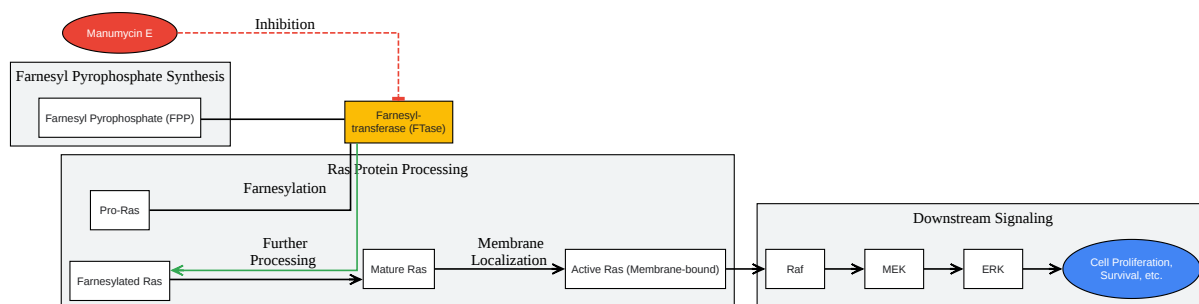 Manumycin E
Inhibition
Farnesyl Pyrophosphate Synthesis
Farnesyl Pyrophosphate (FPP)
Farnesyl-
transferase (FTase)
Ras Protein Processing
Farnesylation
Pro-Ras
Further
Processing
Farnesylated Ras
Mature Ras
Membrane
Localization
Active Ras (Membrane-bound)
Downstream Signaling
Raf
MEK
ERK
Cell Proliferation,
Survival, etc.